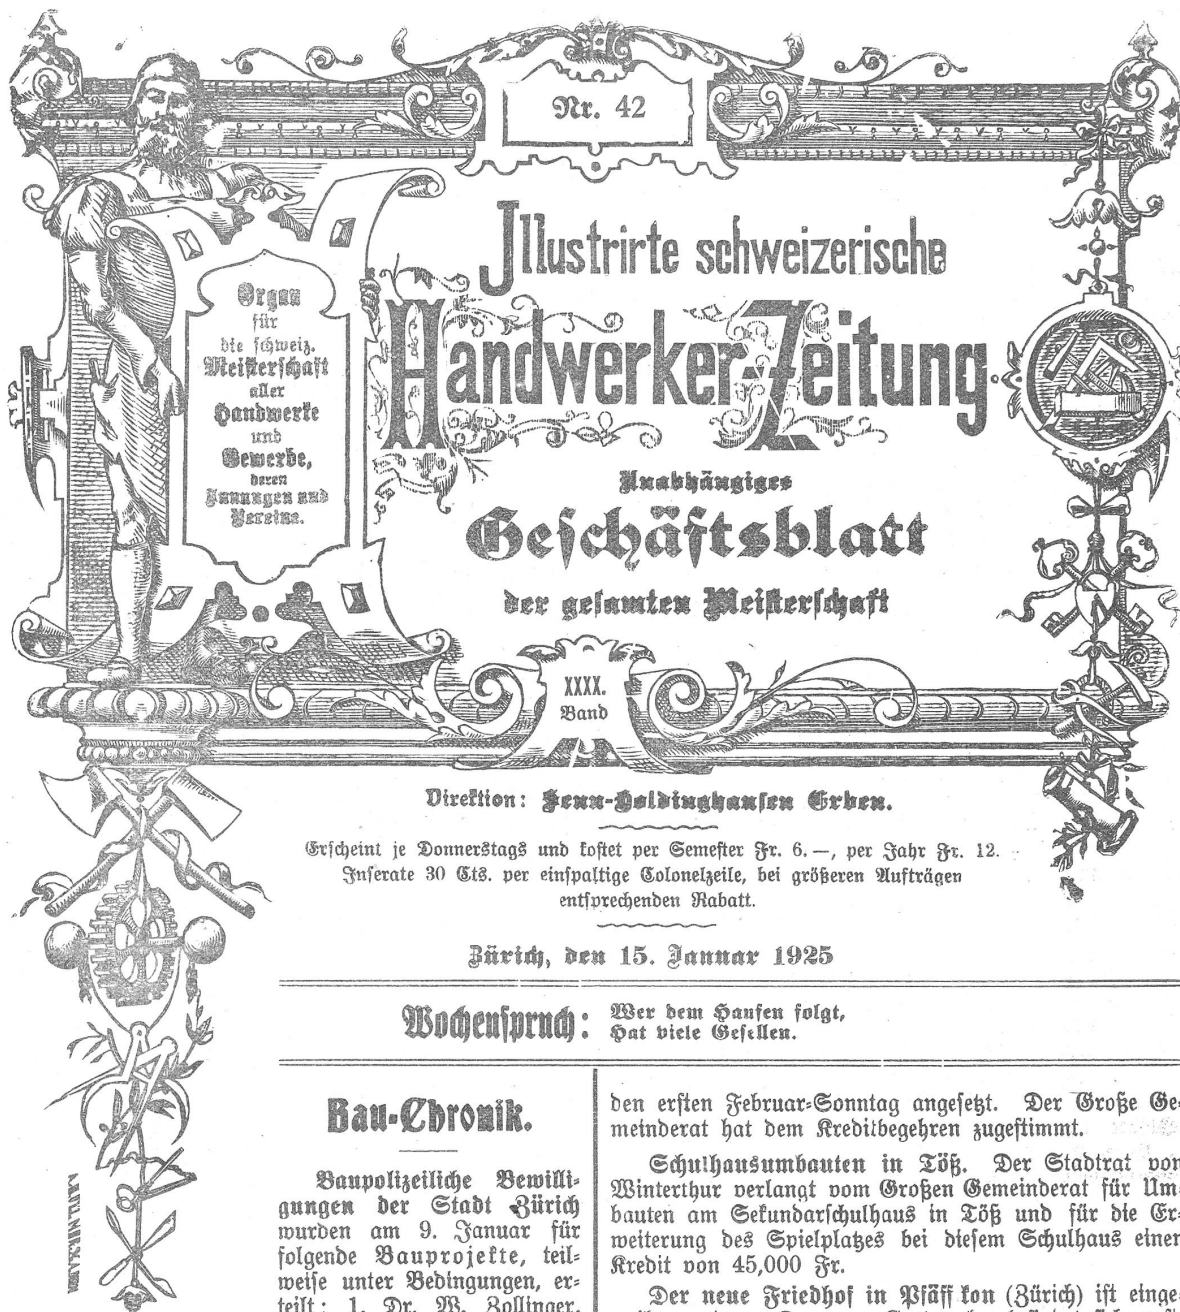 Nr. 42
Illustrirte schweizerische
Handwerker-Zeitung
Organ
für
die schweiz.
Meisterschaft
aller
Handwerke
und
Gewerbe,
deren
Innungen und
Vereine.
Unabhängiges
Geschäftsblatt
der gesamten Meisterschaft
XXXX.
Band
Direktion: Senn-Holdinghausen Erben.
Erscheint je Donnerstags und kostet per Semester Fr. 6.—, per Jahr Fr. 12.
Inserate 30 Cts. per einspaltige Colonelzeile, bei größeren Aufträgen
entsprechenden Rabatt.
Zürich, den 15. Januar 1925
Wochenspruch:
Wer dem Haufen folgt,
Hat viele Gesellen.
Bau-Chronik.
Baupolizeiliche Bewilli-
gungen der Stadt Zürich
wurden am 9. Januar für
folgende Bauprojekte, teil-
weise unter Bedingungen, er-
teilt: 1. Dr. W. Zollinger,
den ersten Februar-Sonntag angesetzt. Der Große Ge-
meinderat hat dem Kreditbegehren zugestimmt.
Schulhausumbauten in Töß. Der Stadtrat von
Winterthur verlangt vom Großen Gemeinderat für Um-
bauten am Sekundarschulhaus in Töß und für die Er-
weiterung des Spielplatzes bei diesem Schulhaus einen
Kredit von 45,000 Fr.
Der neue Friedhof in Pfäff kon (Zürich) ist einge-